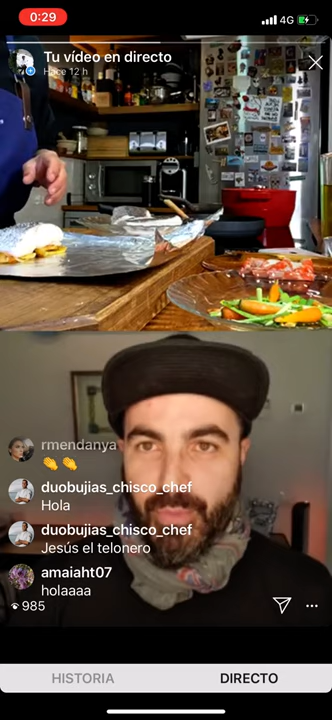 0:29
4G
Tu vídeo en directo
Hace 12 h
rmendanya
👏👏
duobujias_chisco_chef
Hola
duobujias_chisco_chef
Jesús el telonero
amaiaht07
holaaaa
985
HISTORIA
DIRECTO